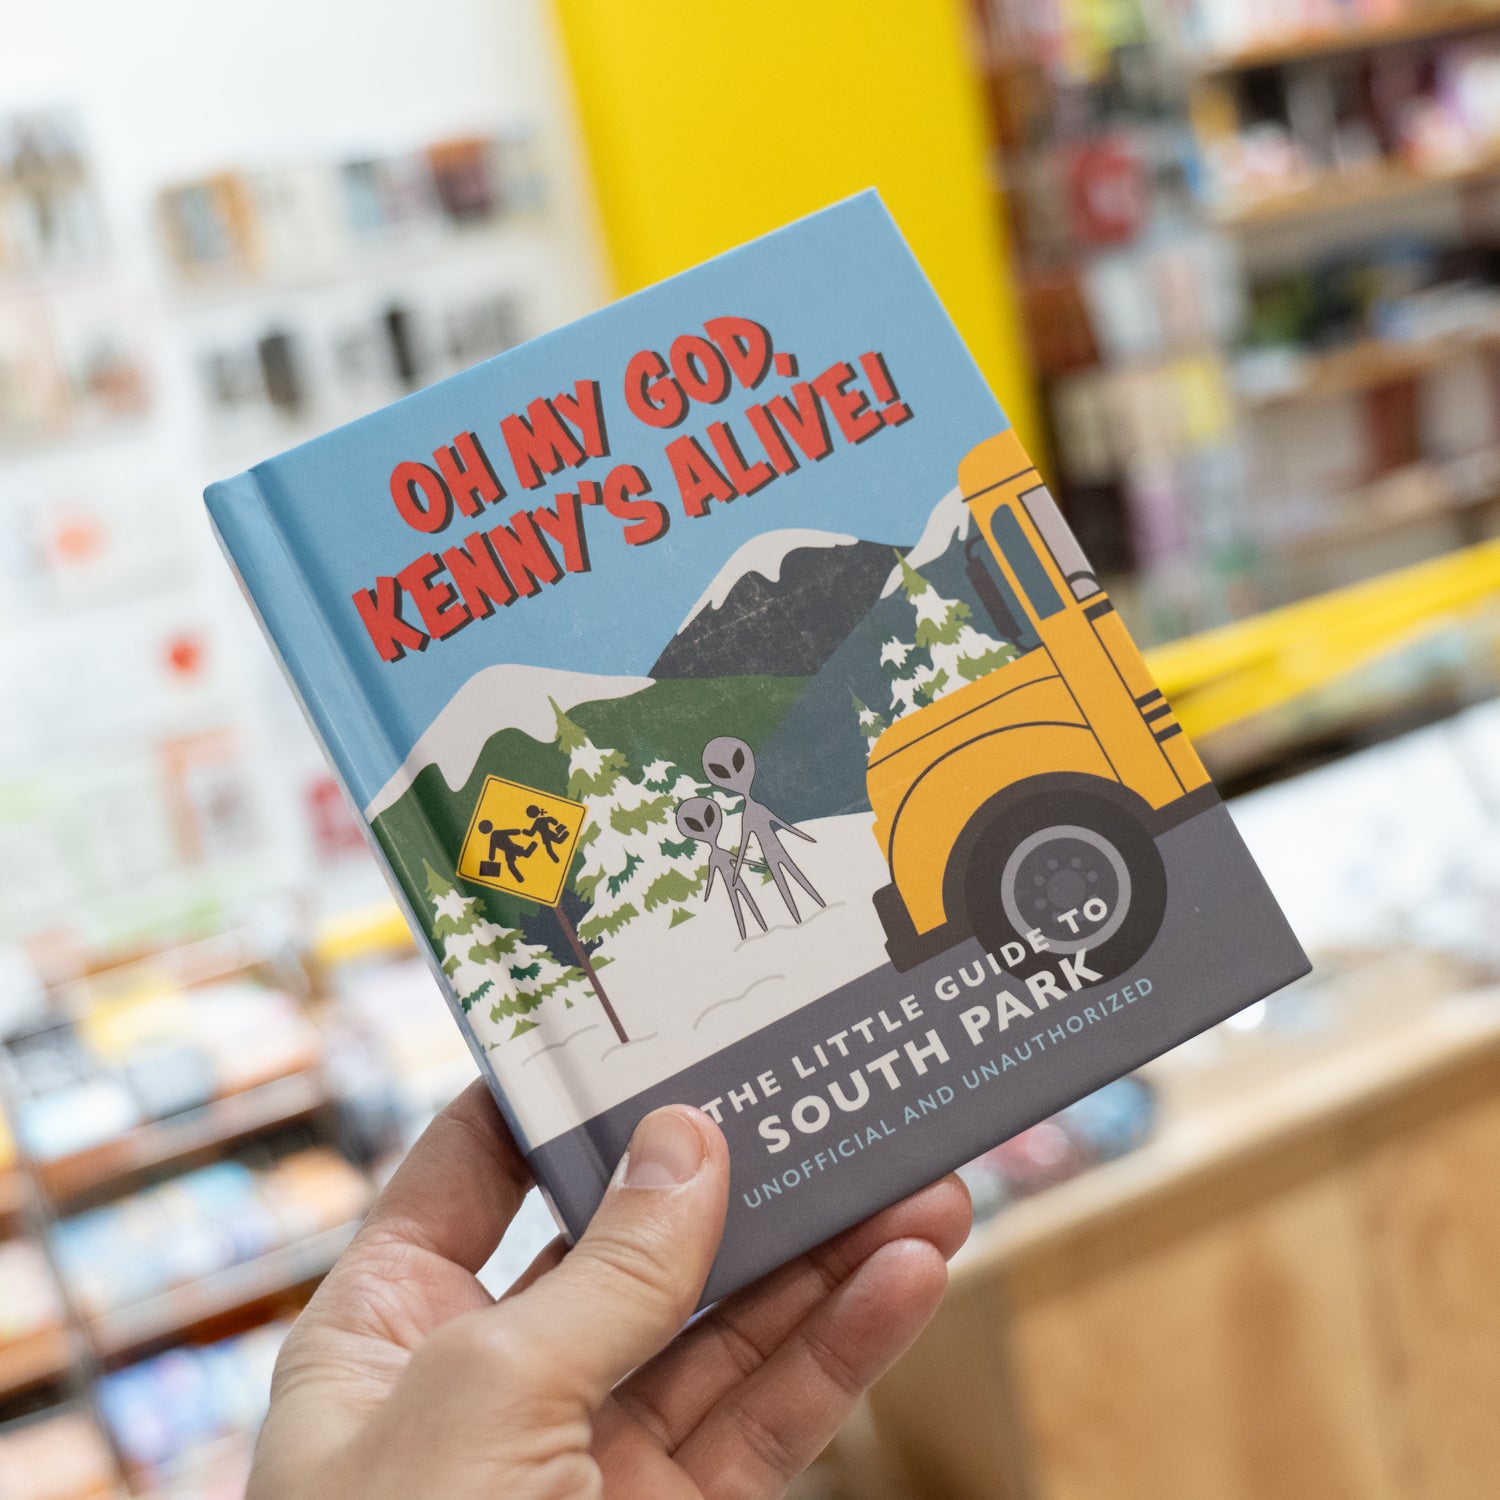 OH MY GOD,
KENNY'S ALIVE!
THE LITTLE GUIDE TO
SOUTH PARK
UNOFFICIAL AND UNAUTHORIZED